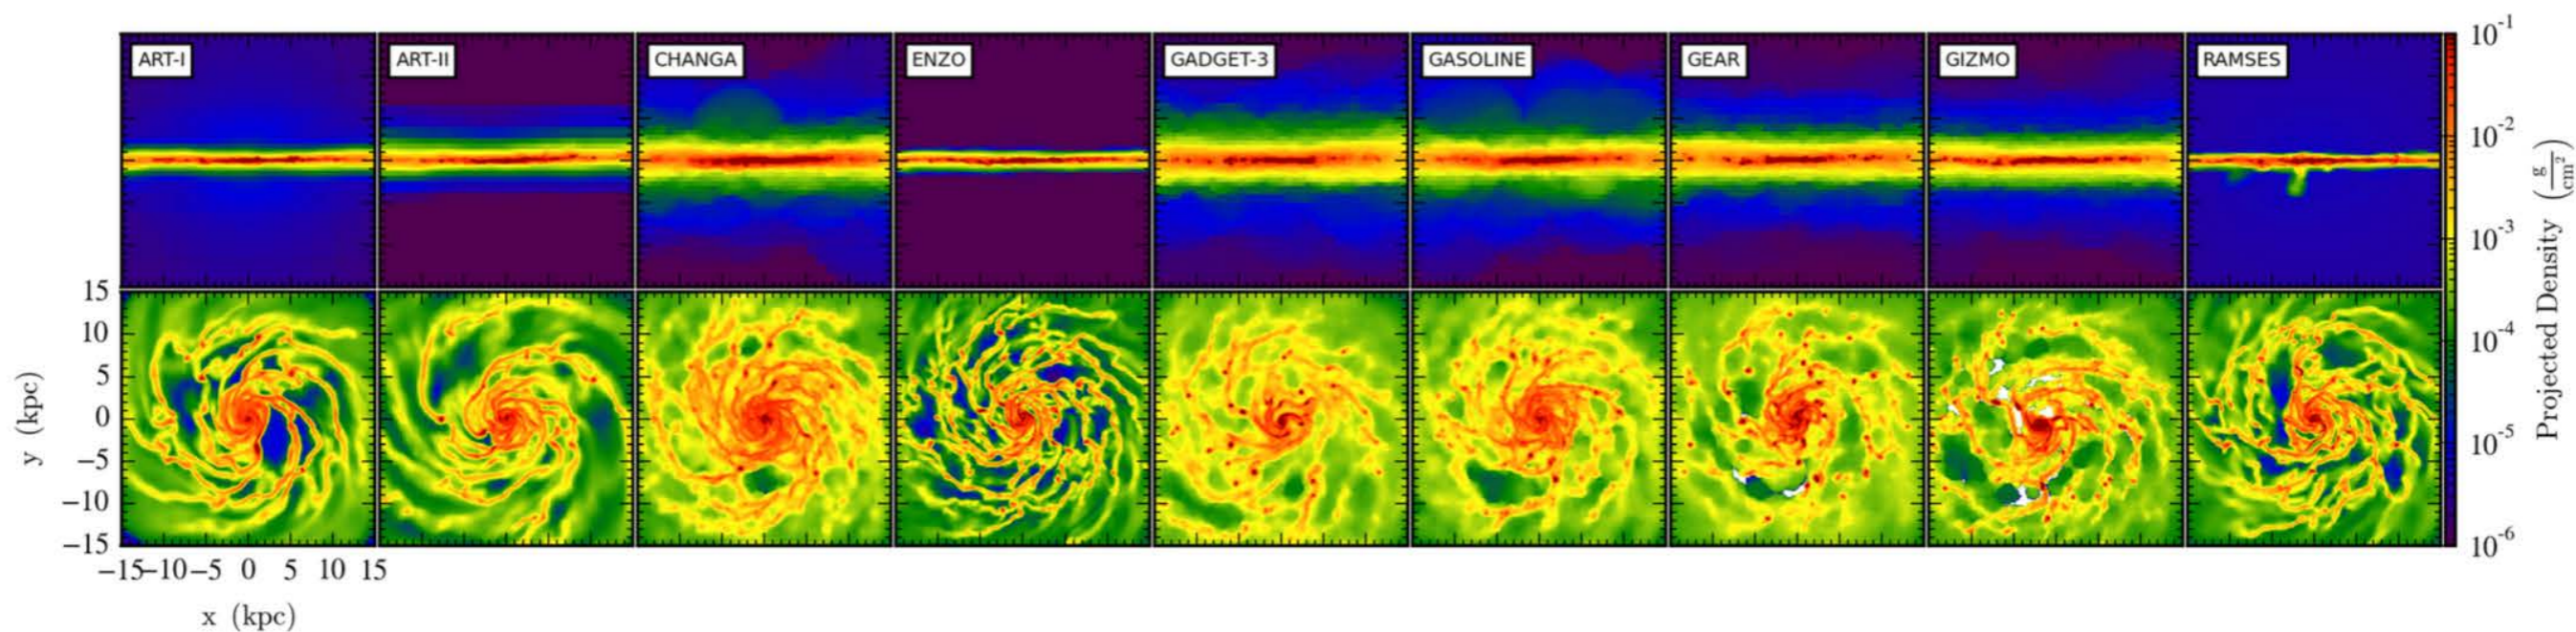 ART-I ART-II CHANGA ENZO GADGET-3 GASOLINE GEAR GIZMO RAMSES
10^-1
10^-2
10^-3
10^-4
10^-5
10^-6
Projected Density (g/cm^2)
15
10
5
0
−5
−10
−15
y (kpc)
−15 −10 −5 0 5 10 15
x (kpc)